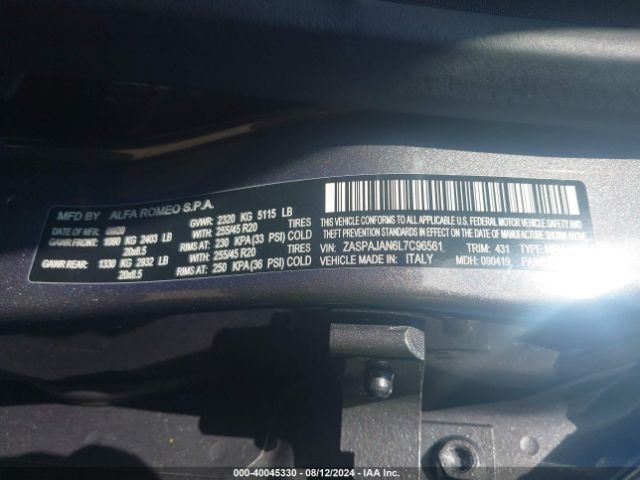 MFD BY ALFA ROMEO S.P.A.
DATE OF MFR: GVWR: 2320 KG 5115 LB
GAWR FRONT: 1090 KG 2403 LB TIRES 255/45 R20
20x8.5 RIMS AT: 230 KPA(33 PSI) COLD
GAWR REAR: 1330 KG 2932 LB TIRES 255/45 R20
20x8.5 RIMS AT: 250 KPA(36 PSI) COLD
THIS VEHICLE CONFORMS TO ALL APPLICABLE U.S.
FEDERAL MOTOR VEHICLE SAFETY, BUMPER, AND
THEFT PREVENTION STANDARDS IN EFFECT ON THE DATE
OF MANUFACTURE SHOWN ABOVE.
VIN: ZASPAJAN6L7C96561 TRIM: 431 TYPE:
VEHICLE MADE IN: ITALY MDH: 090419
000-40045330 - 08/12/2024 - IAA Inc.